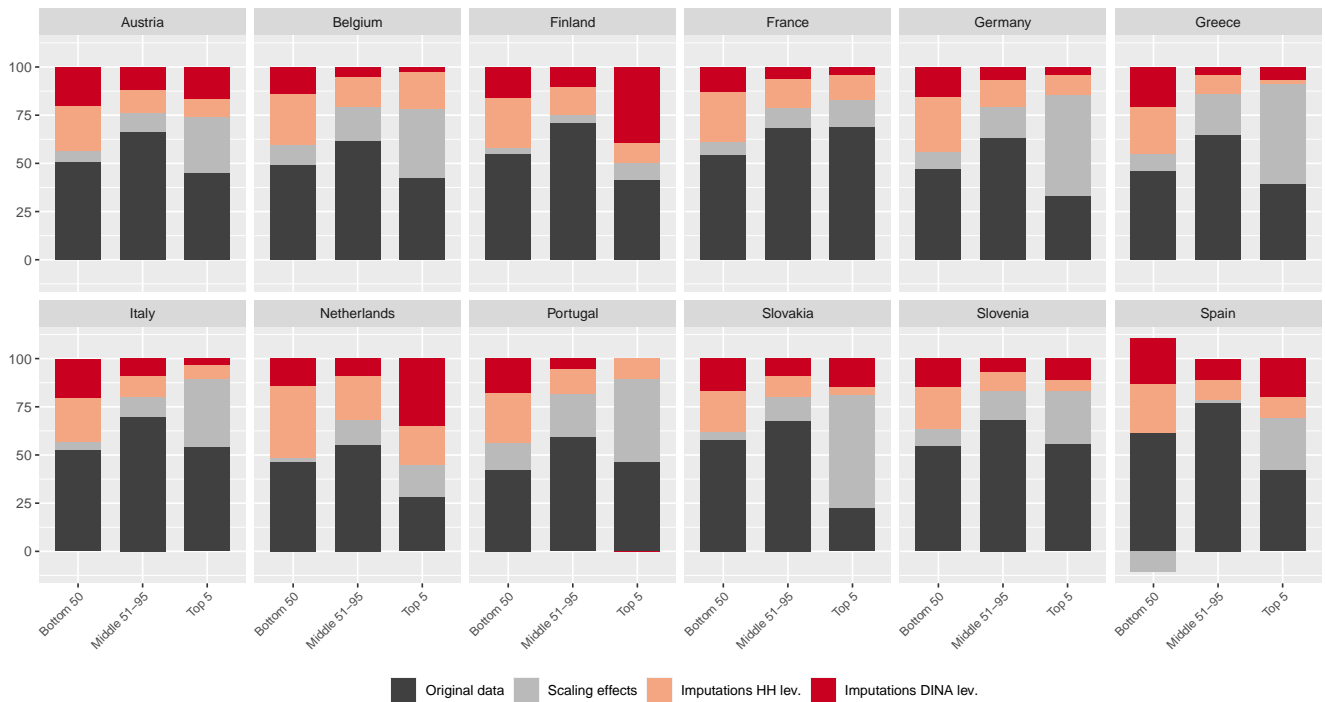 Austria Belgium Finland France Germany Greece
100
75
50
25
0
Italy Netherlands Portugal Slovakia Slovenia Spain
100
75
50
25
0
Bottom 50 Middle 51–95 Top 5 Bottom 50 Middle 51–95 Top 5 Bottom 50 Middle 51–95 Top 5 Bottom 50 Middle 51–95 Top 5 Bottom 50 Middle 51–95 Top 5 Bottom 50 Middle 51–95 Top 5
Original data Scaling effects Imputations HH lev. Imputations DINA lev.